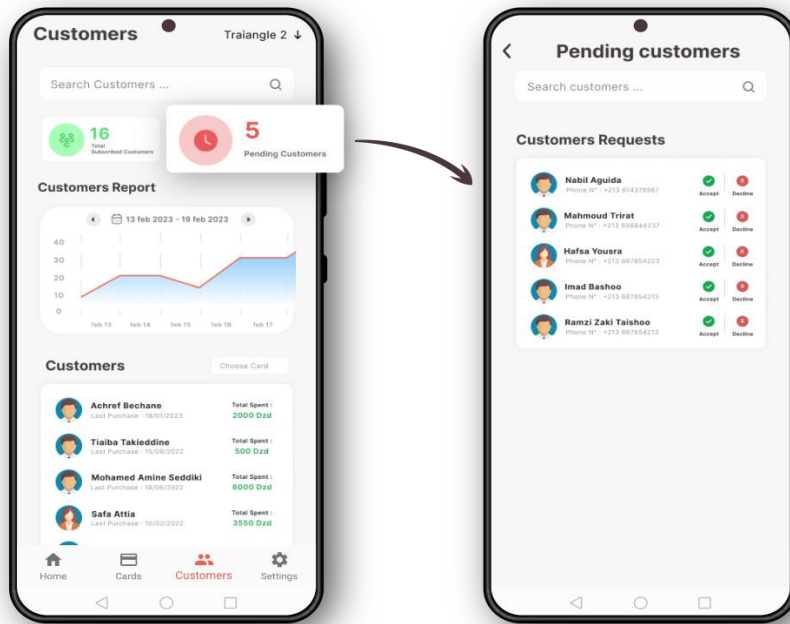 Customers
Traiangle 2 ↓
Search Customers ...
16
Total
Subscribed Customers
5
Pending Customers
Customers Report
13 feb 2023 - 19 feb 2023
40
30
20
10
0
feb 13 feb 14 feb 15 feb 16 feb 17
Customers
Choose Card
Achref Bechane
Last Purchase : 16/01/2023
Total Spent :
2000 Dzd
Tiaiba Takieddine
Last Purchase : 15/09/2022
Total Spent :
500 Dzd
Mohamed Amine Seddiki
Last Purchase : 19/06/2022
Total Spent :
6000 Dzd
Safa Attia
Last Purchase : 10/02/2022
Total Spent :
3550 Dzd
Home Cards Customers Settings
Pending customers
Search customers ...
Customers Requests
Nabil Aguida
Phone N° : +213 614378567
Accept Decline
Mahmoud Trirat
Phone N° : +213 656844237
Accept Decline
Hafsa Yousra
Phone N° : +213 667854223
Accept Decline
Imad Bashoo
Phone N° : +213 667854213
Accept Decline
Ramzi Zaki Taishoo
Phone N° : +213 667854213
Accept Decline